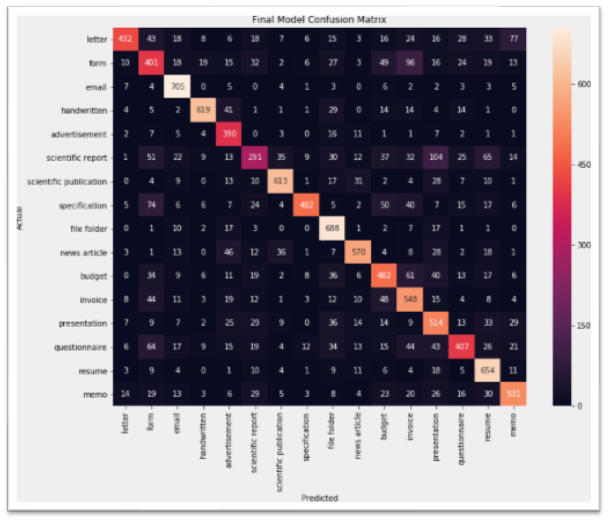 Final Model Confusion Matrix
letter 432 43 18 8 6 18 7 6 15 3 16 24 16 28 33 77
form 10 401 18 19 15 32 2 6 27 3 49 96 16 24 19 13
email 7 4 705 0 5 0 4 1 3 0 6 2 2 3 3 5
handwritten 4 5 2 619 41 1 1 1 29 0 14 14 4 14 1 0
advertisement 2 7 5 4 390 0 3 0 16 11 1 1 7 2 1 1
scientific report 1 51 22 9 13 291 35 9 30 12 37 32 104 25 65 14
scientific publication 0 4 9 0 13 10 613 1 17 31 2 4 28 7 10 1
specification 5 74 6 6 7 24 4 482 5 2 50 40 7 15 17 6
file folder 0 1 10 2 17 3 0 0 688 1 2 7 17 1 1 0
news article 3 1 13 0 46 12 36 1 7 570 4 8 28 2 18 1
budget 0 34 9 6 11 19 2 8 36 6 482 61 40 13 17 6
invoice 8 44 11 3 19 12 1 3 12 10 48 548 15 4 8 4
presentation 7 9 7 2 25 29 9 0 36 14 14 9 514 13 33 29
questionnaire 6 64 17 9 15 19 4 12 34 13 15 44 43 407 26 21
resume 3 9 4 0 1 10 4 1 9 11 6 4 18 5 654 11
memo 14 19 13 3 6 29 5 3 8 4 23 20 26 16 30 531
Actual
letter
form
email
handwritten
advertisement
scientific report
scientific publication
specification
file folder
news article
budget
invoice
presentation
questionnaire
resume
memo
Predicted
600
450
300
150
0